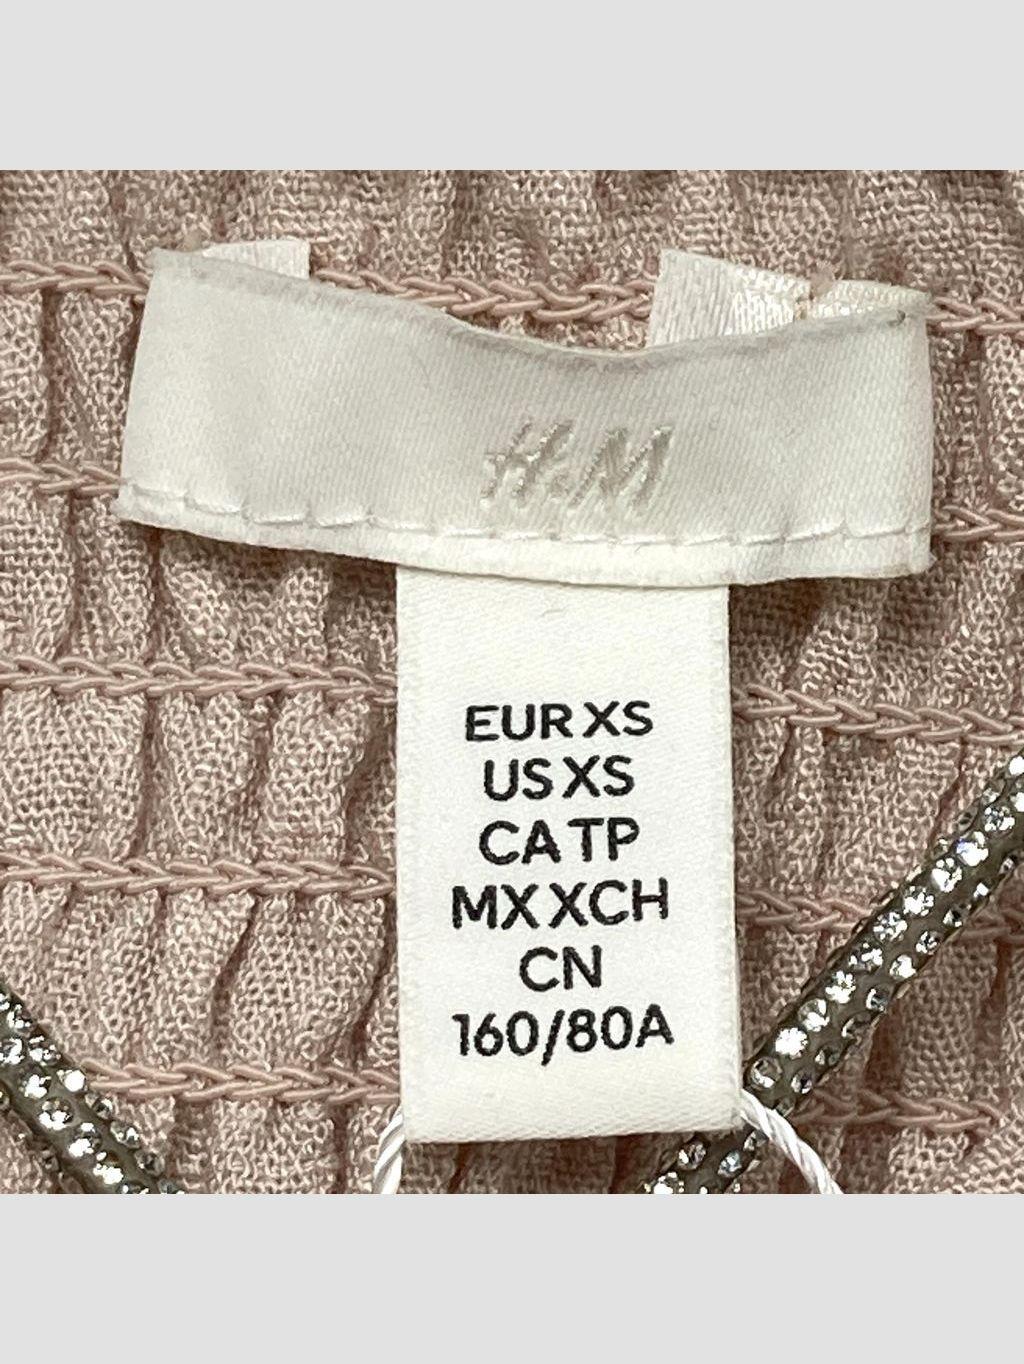 H&M
EUR XS
US XS
CA TP
MX XCH
CN
160/80A